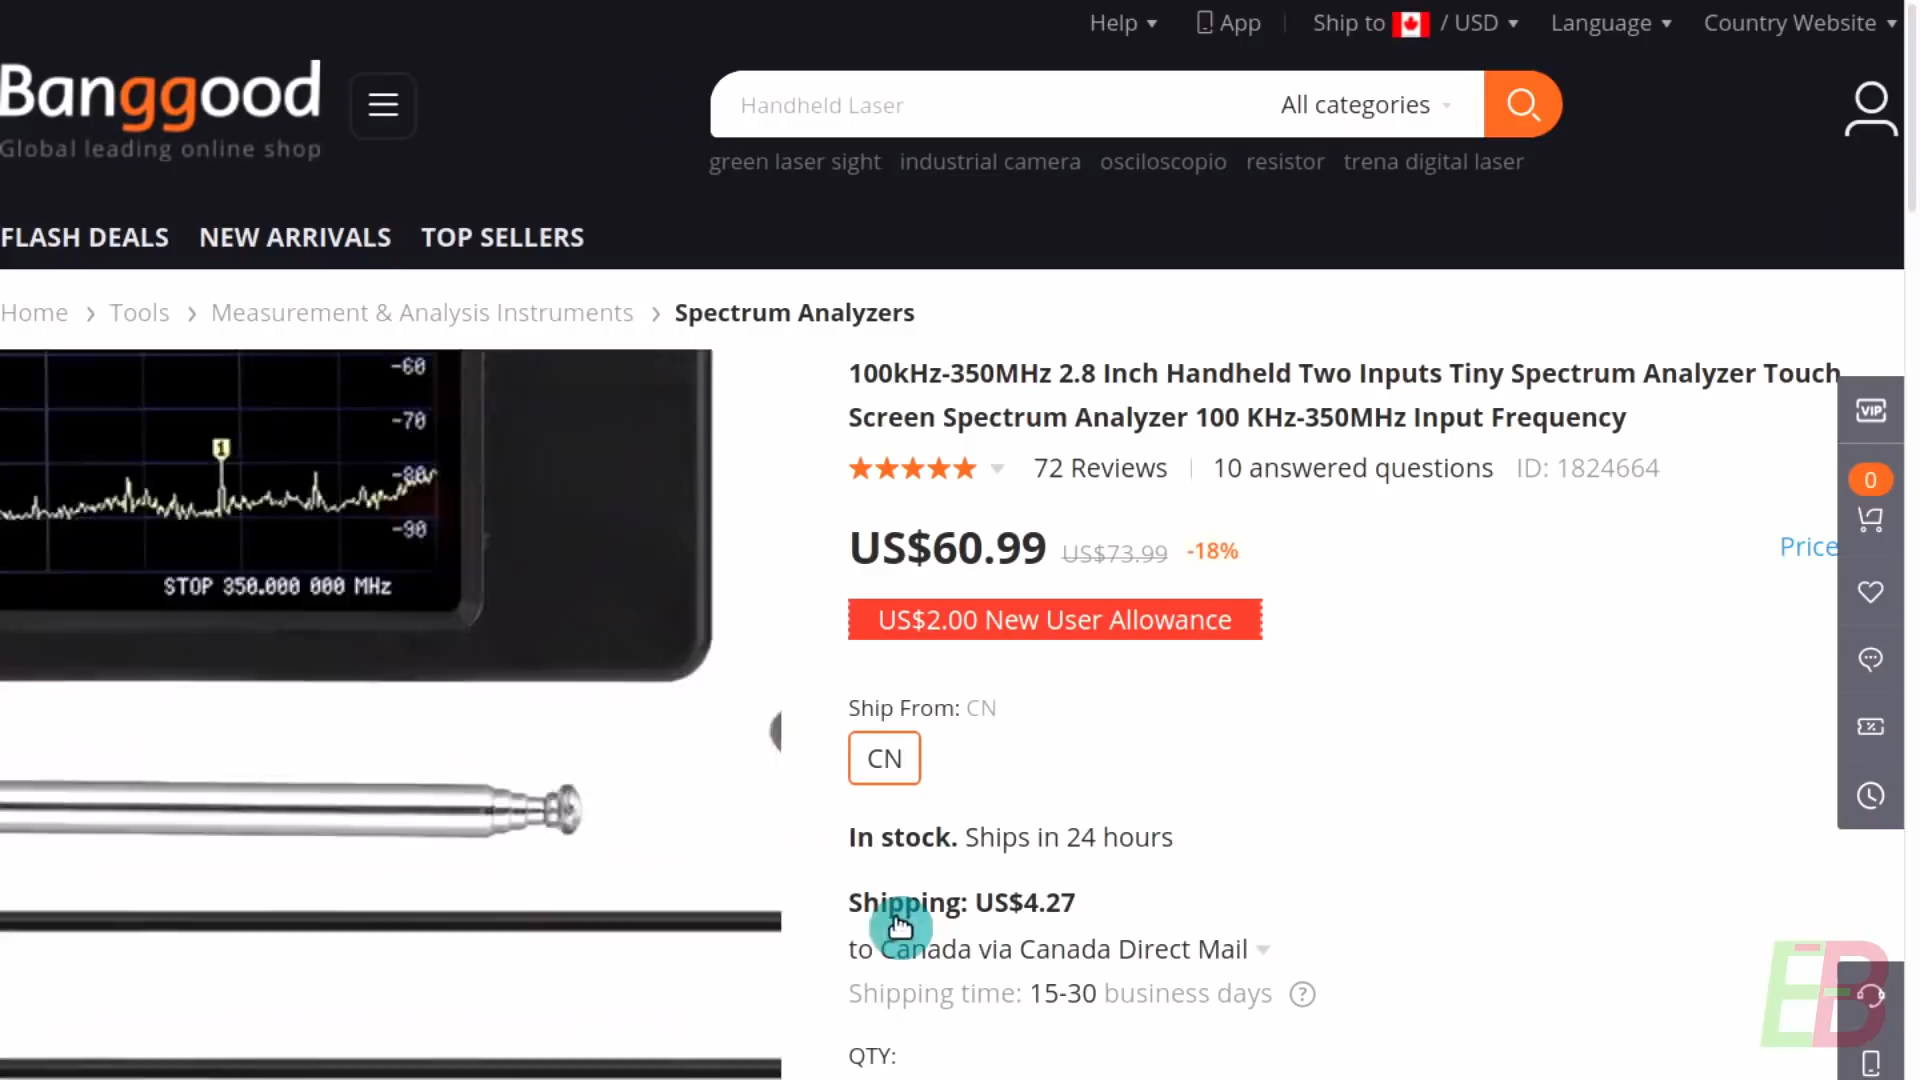 Help App Ship to / USD Language Country Website
Banggood
Global leading online shop
Handheld Laser All categories
green laser sight industrial camera osciloscopio resistor trena digital laser
FLASH DEALS NEW ARRIVALS TOP SELLERS
Home > Tools > Measurement & Analysis Instruments > Spectrum Analyzers
-60
-70
1
-80
-90
STOP 350.000 000 MHz
100kHz-350MHz 2.8 Inch Handheld Two Inputs Tiny Spectrum Analyzer Touch
Screen Spectrum Analyzer 100 KHz-350MHz Input Frequency
72 Reviews 10 answered questions ID: 1824664
US$60.99 US$73.99 -18%
Price
US$2.00 New User Allowance
Ship From: CN
CN
In stock. Ships in 24 hours
Shipping: US$4.27
to Canada via Canada Direct Mail
Shipping time: 15-30 business days ?
QTY:
VIP
0
EB